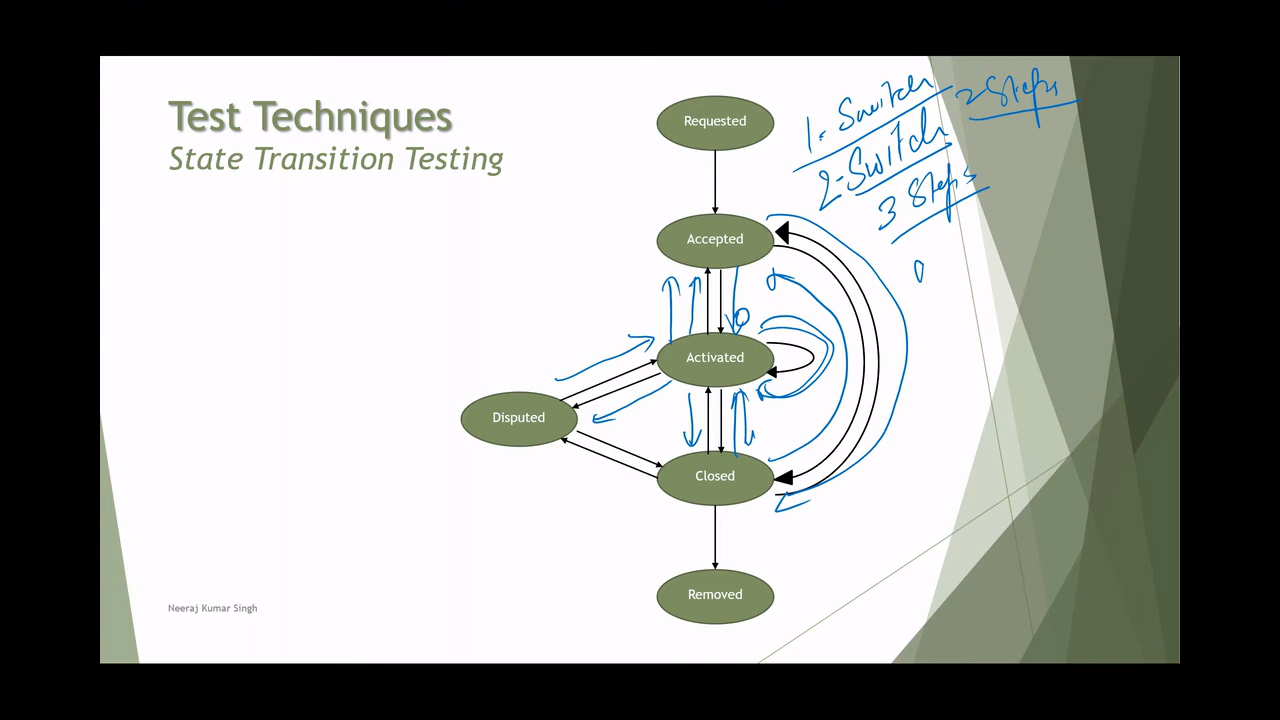 Test Techniques
State Transition Testing
Requested
1- Switch 2 Steps
2-Switch
3 Steps
Accepted
0
Activated
Disputed
Closed
Removed
Neeraj Kumar Singh